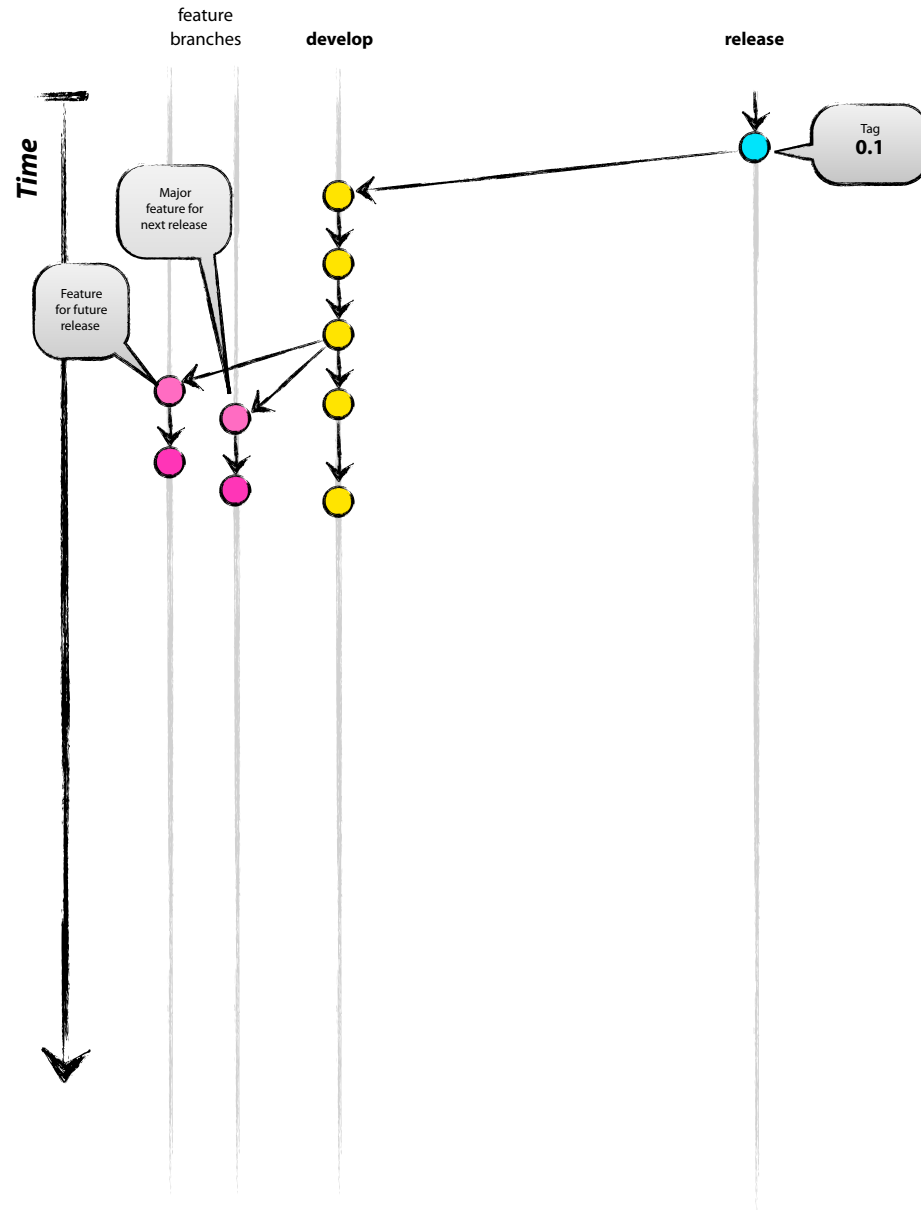 feature
branches
develop
release
Time
Tag
0.1
Major
feature for
next release
Feature
for future
release